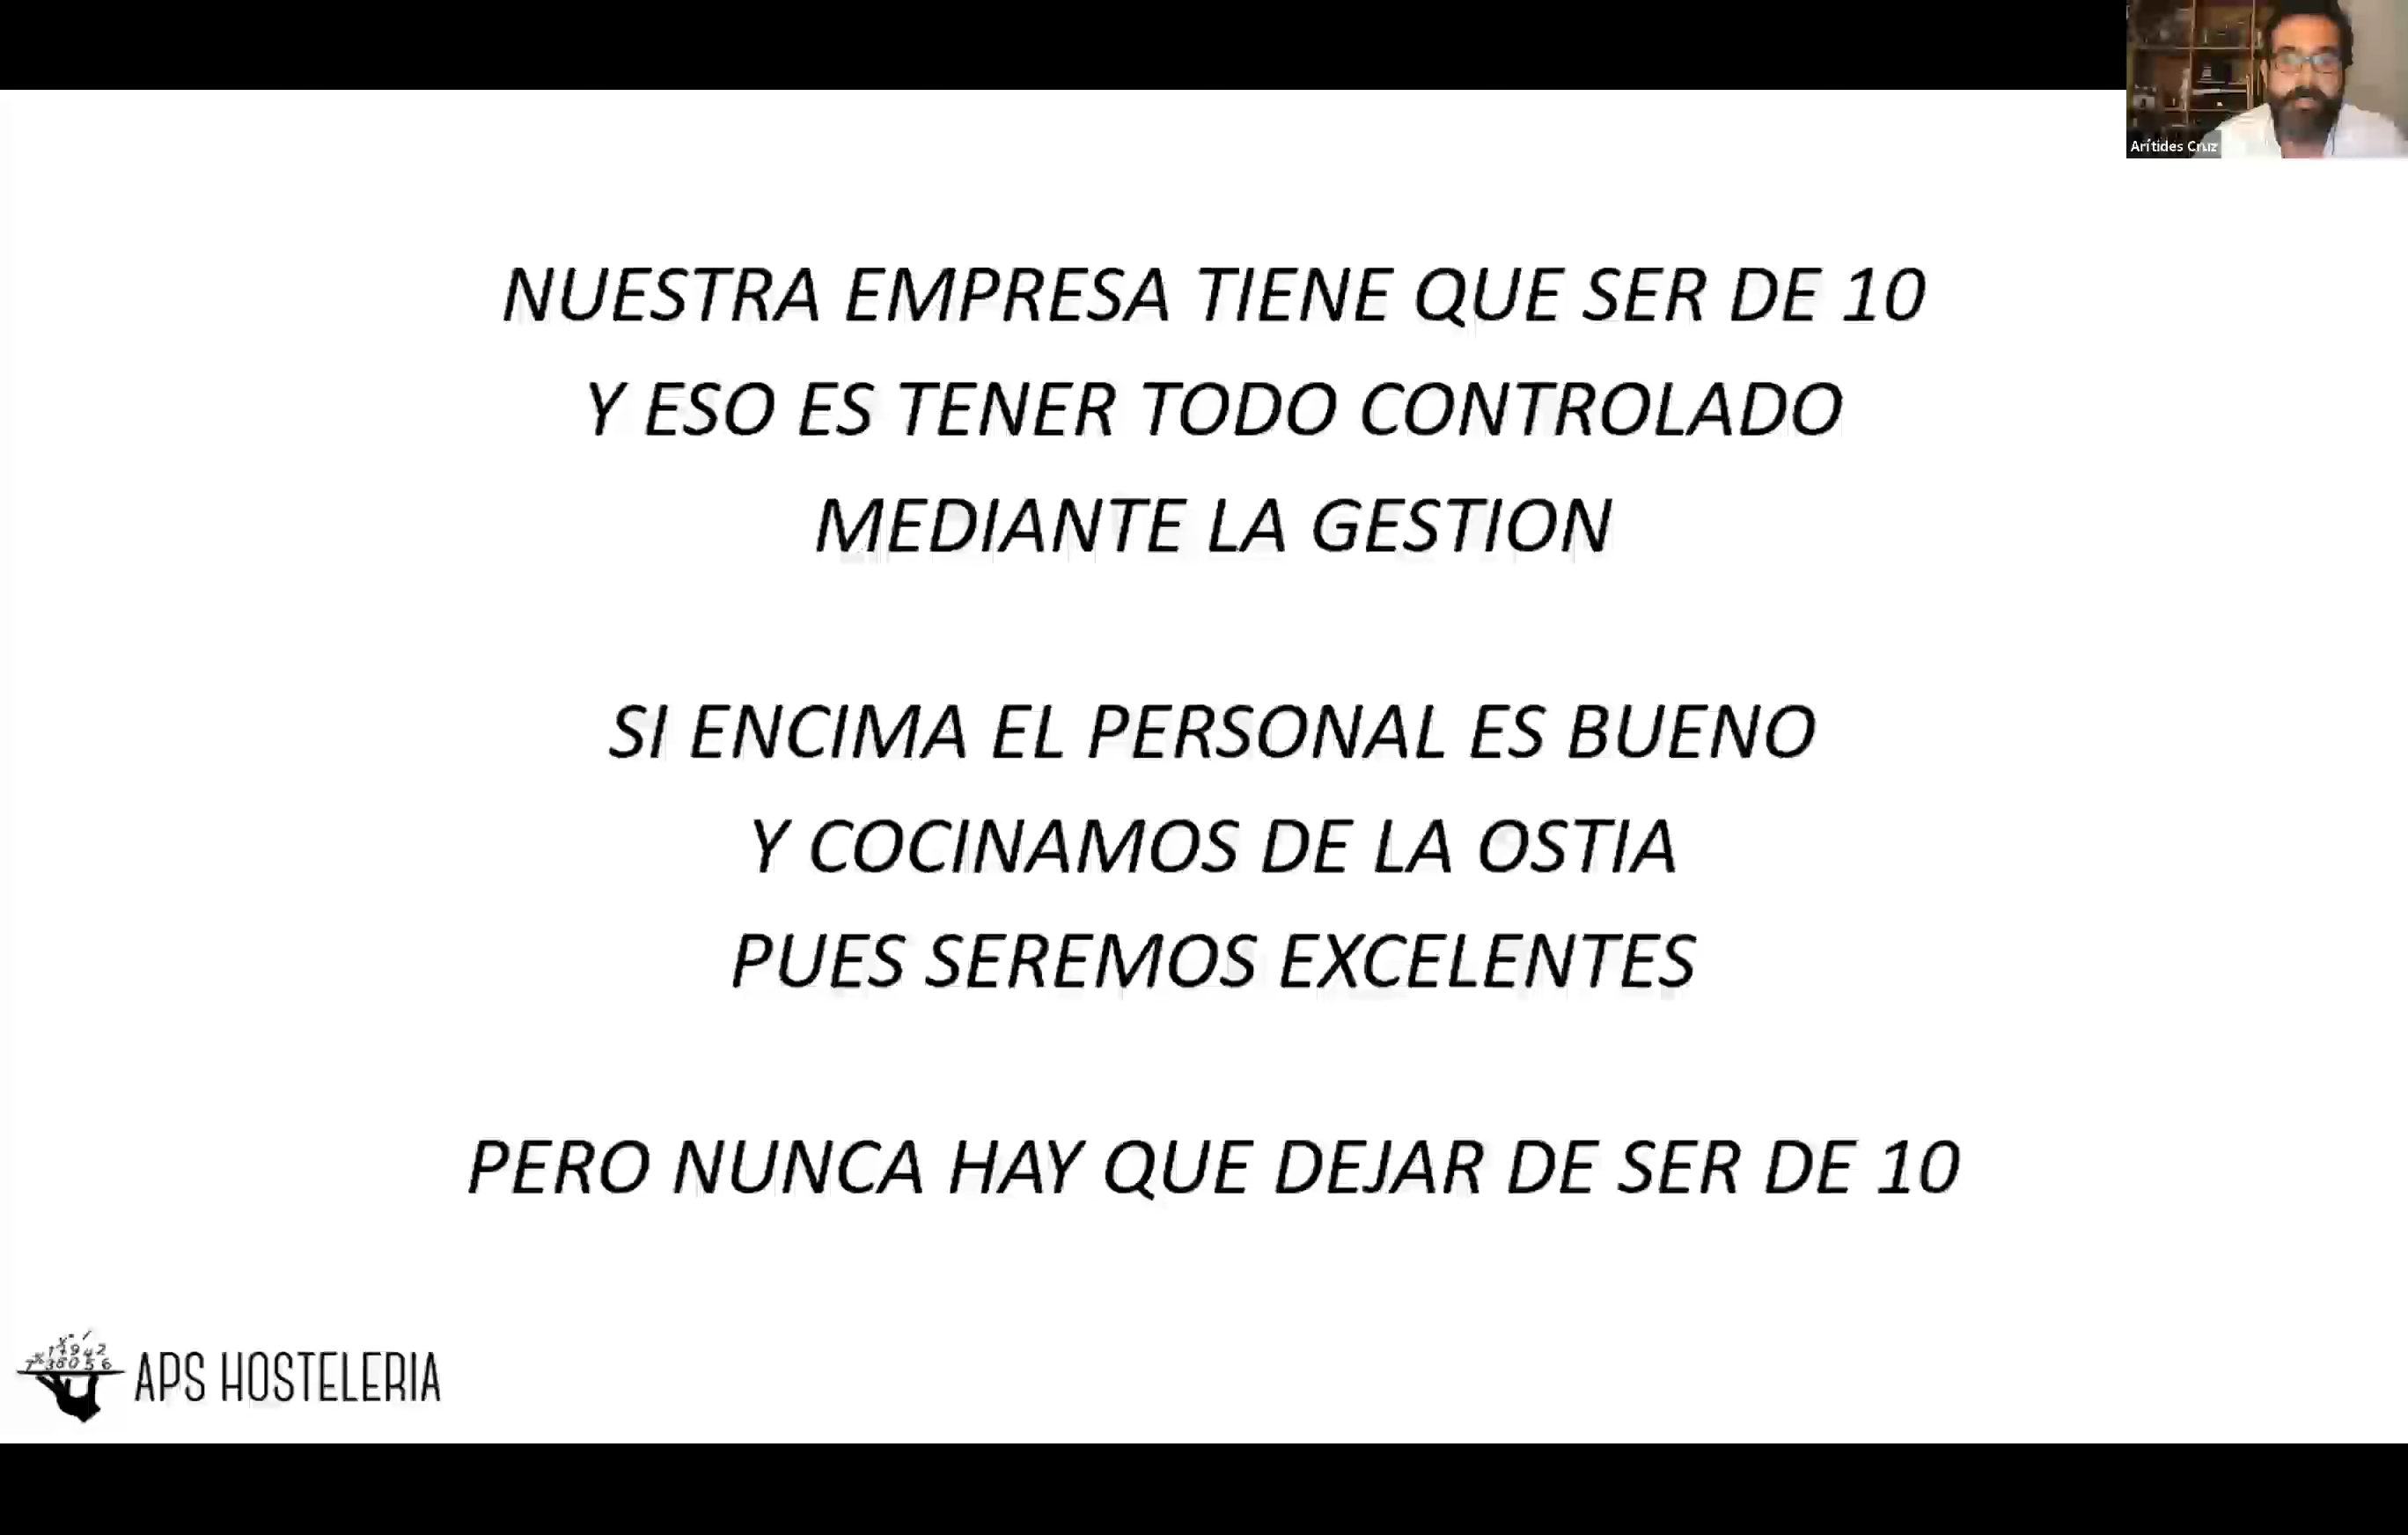 Arítides Cruz
NUESTRA EMPRESA TIENE QUE SER DE 10
Y ESO ES TENER TODO CONTROLADO
MEDIANTE LA GESTION
SI ENCIMA EL PERSONAL ES BUENO
Y COCINAMOS DE LA OSTIA
PUES SEREMOS EXCELENTES
PERO NUNCA HAY QUE DEJAR DE SER DE 10
APS HOSTELERIA